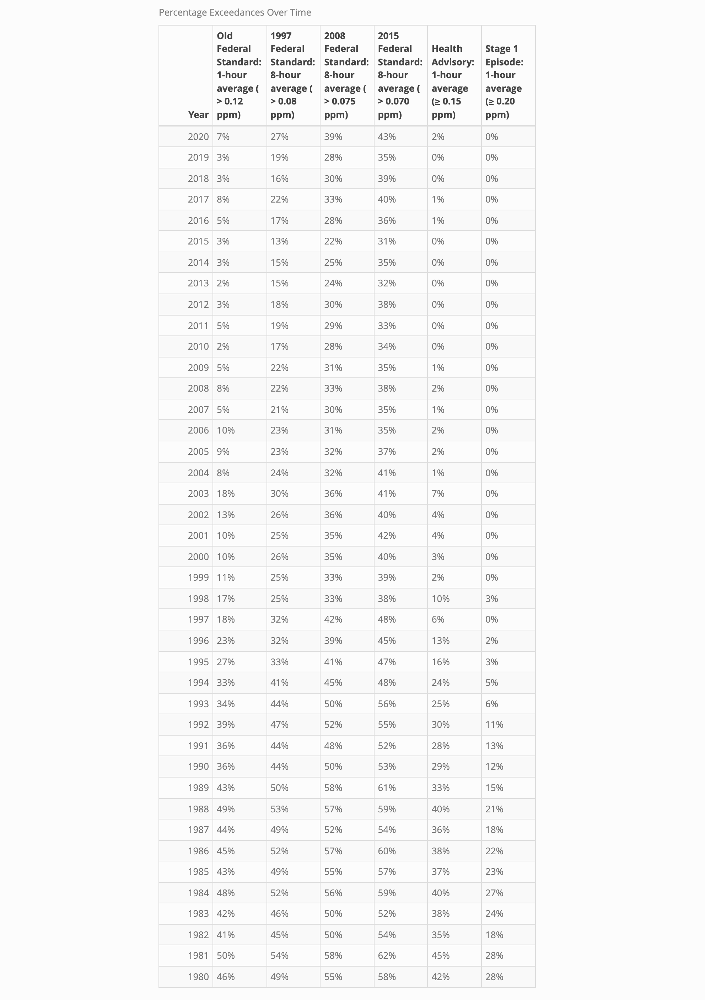 Percentage Exceedances Over Time
Year | Old Federal Standard: 1-hour average ( > 0.12 ppm) | 1997 Federal Standard: 8-hour average ( > 0.08 ppm) | 2008 Federal Standard: 8-hour average ( > 0.075 ppm) | 2015 Federal Standard: 8-hour average ( > 0.070 ppm) | Health Advisory: 1-hour average (≥ 0.15 ppm) | Stage 1 Episode: 1-hour average (≥ 0.20 ppm)
2020 7% 27% 39% 43% 2% 0%
2019 3% 19% 28% 35% 0% 0%
2018 3% 16% 30% 39% 0% 0%
2017 8% 22% 33% 40% 1% 0%
2016 5% 17% 28% 36% 1% 0%
2015 3% 13% 22% 31% 0% 0%
2014 3% 15% 25% 35% 0% 0%
2013 2% 15% 24% 32% 0% 0%
2012 3% 18% 30% 38% 0% 0%
2011 5% 19% 29% 33% 0% 0%
2010 2% 17% 28% 34% 0% 0%
2009 5% 22% 31% 35% 1% 0%
2008 8% 22% 33% 38% 2% 0%
2007 5% 21% 30% 35% 1% 0%
2006 10% 23% 31% 35% 2% 0%
2005 9% 23% 32% 37% 2% 0%
2004 8% 24% 32% 41% 1% 0%
2003 18% 30% 36% 41% 7% 0%
2002 13% 26% 36% 40% 4% 0%
2001 10% 25% 35% 42% 4% 0%
2000 10% 26% 35% 40% 3% 0%
1999 11% 25% 33% 39% 2% 0%
1998 17% 25% 33% 38% 10% 3%
1997 18% 32% 42% 48% 6% 0%
1996 23% 32% 39% 45% 13% 2%
1995 27% 33% 41% 47% 16% 3%
1994 33% 41% 45% 48% 24% 5%
1993 34% 44% 50% 56% 25% 6%
1992 39% 47% 52% 55% 30% 11%
1991 36% 44% 48% 52% 28% 13%
1990 36% 44% 50% 53% 29% 12%
1989 43% 50% 58% 61% 33% 15%
1988 49% 53% 57% 59% 40% 21%
1987 44% 49% 52% 54% 36% 18%
1986 45% 52% 57% 60% 38% 22%
1985 43% 49% 55% 57% 37% 23%
1984 48% 52% 56% 59% 40% 27%
1983 42% 46% 50% 52% 38% 24%
1982 41% 45% 50% 54% 35% 18%
1981 50% 54% 58% 62% 45% 28%
1980 46% 49% 55% 58% 42% 28%